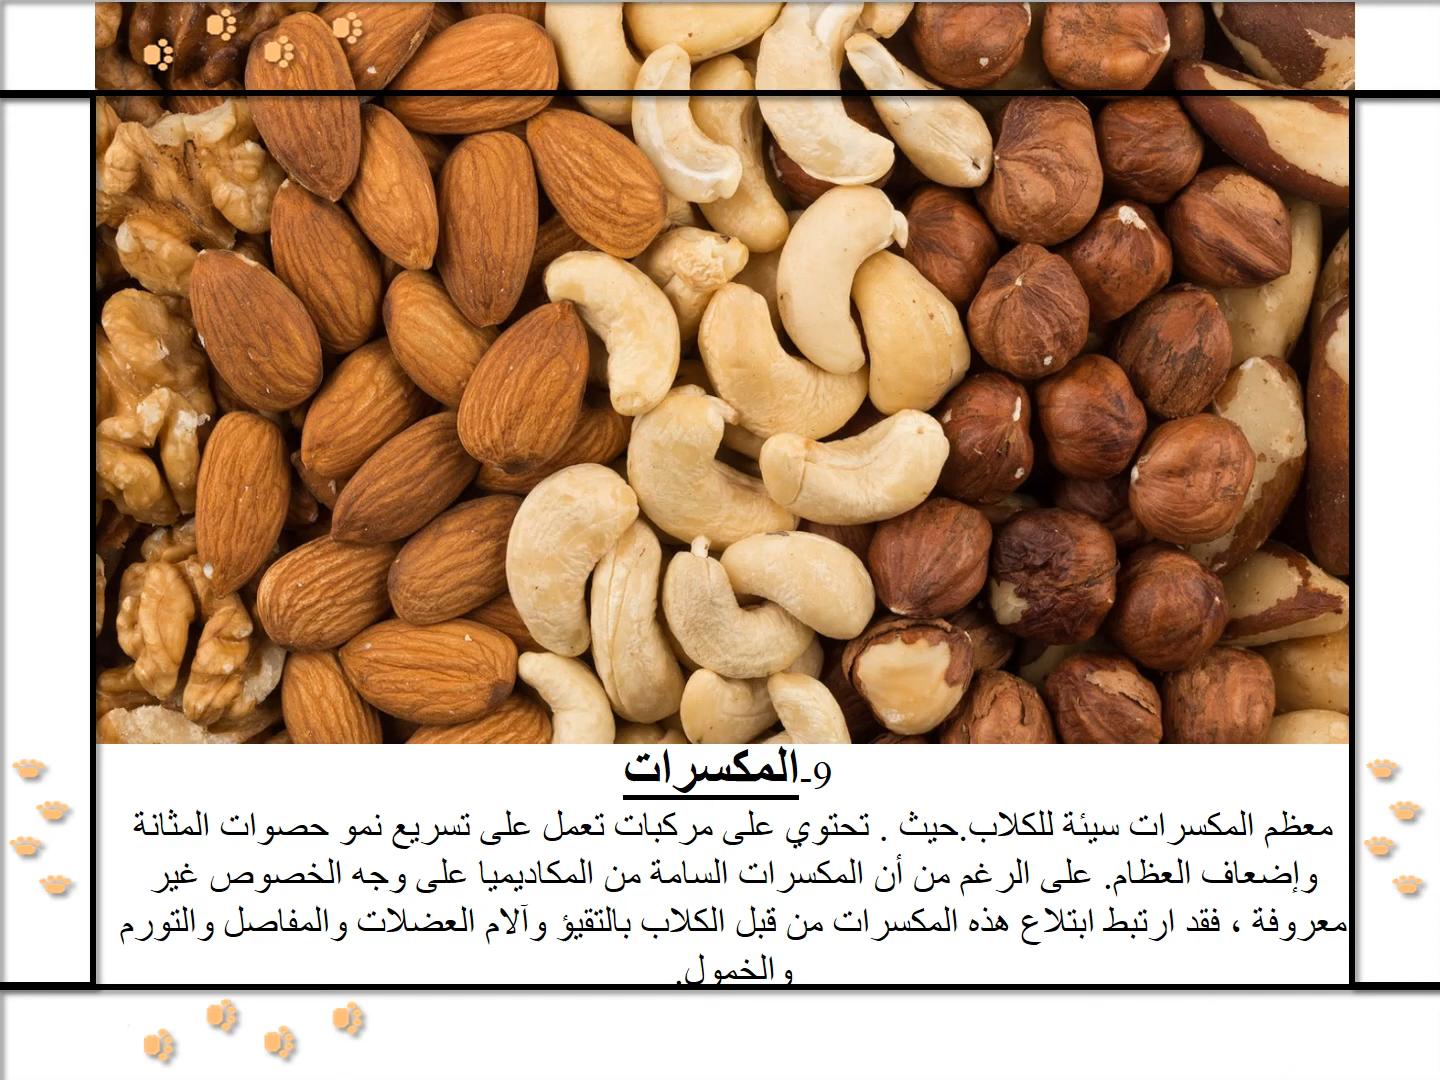 9-المكسرات
معظم المكسرات سيئة للكلاب.حيث . تحتوي على مركبات تعمل على تسريع نمو حصوات المثانة
وإضعاف العظام. على الرغم من أن المكسرات السامة من المكاديميا على وجه الخصوص غير
معروفة ، فقد ارتبط ابتلاع هذه المكسرات من قبل الكلاب بالتقيؤ وآلام العضلات والمفاصل والتورم
والخمول.